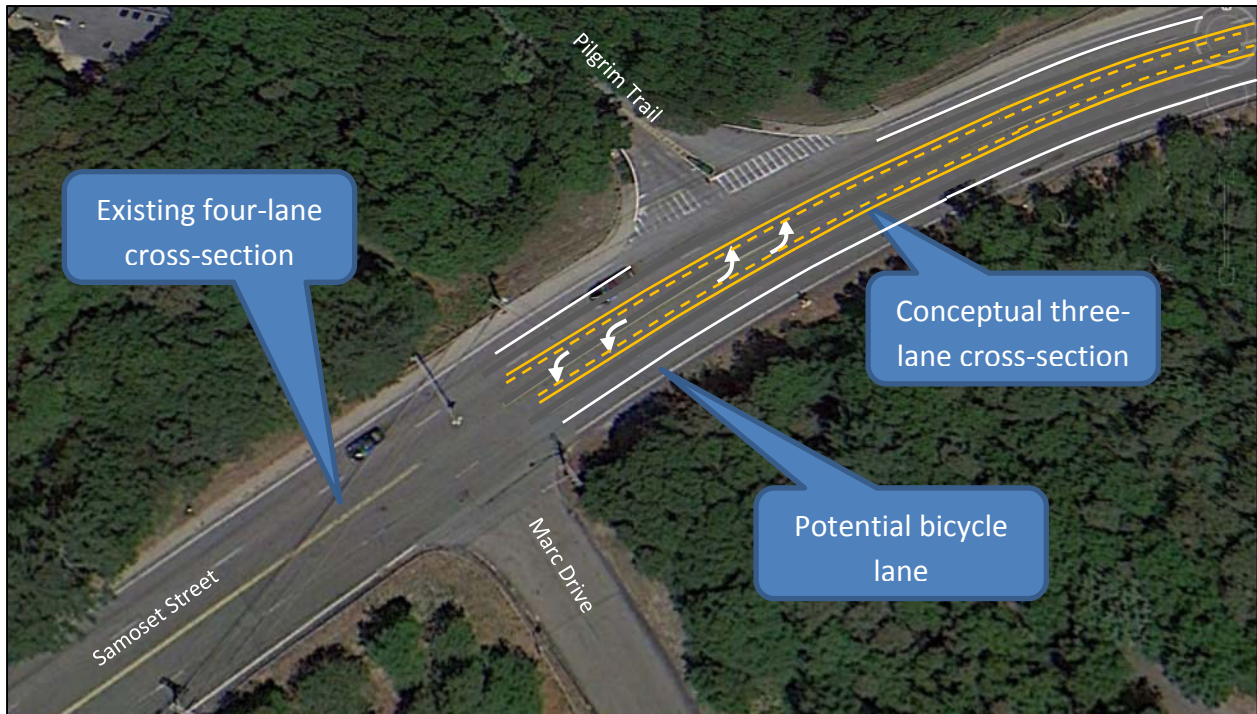 Pilgrim Trail
Existing four-lane
cross-section
Conceptual three-
lane cross-section
Potential bicycle
lane
Marc Drive
Samoset Street